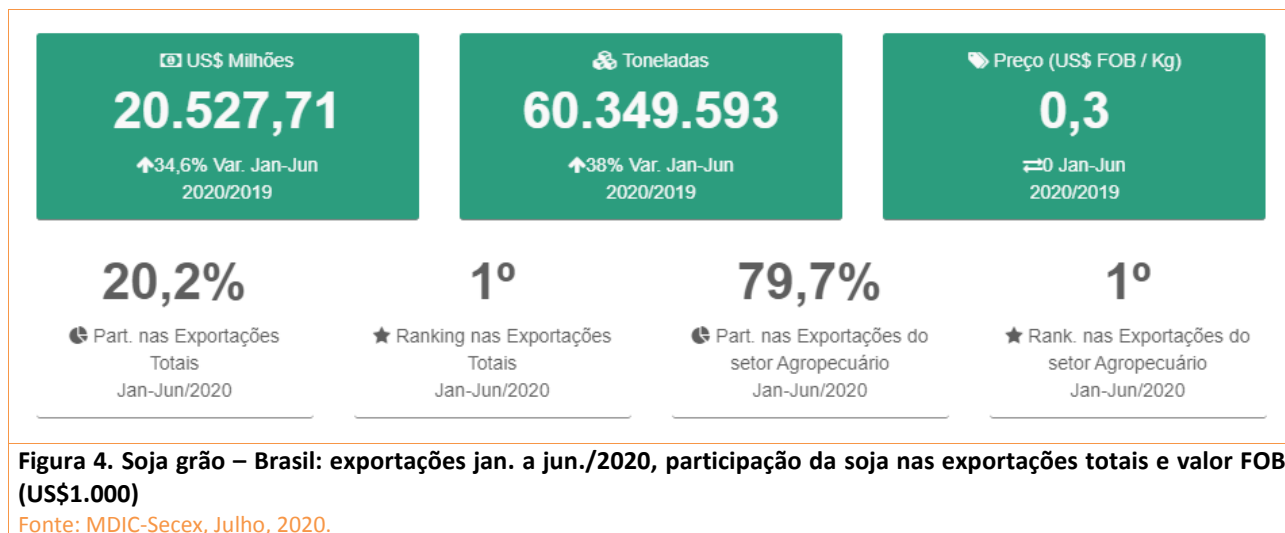 US$ Milhões
20.527,71
34,6% Var. Jan-Jun
2020/2019
Toneladas
60.349.593
38% Var. Jan-Jun
2020/2019
Preço (US$ FOB / Kg)
0,3
0 Jan-Jun
2020/2019
20,2%
Part. nas Exportações
Totais
Jan-Jun/2020
1º
Ranking nas Exportações
Totais
Jan-Jun/2020
79,7%
Part. nas Exportações do
setor Agropecuário
Jan-Jun/2020
1º
Rank. nas Exportações do
setor Agropecuário
Jan-Jun/2020
Figura 4. Soja grão – Brasil: exportações jan. a jun./2020, participação da soja nas exportações totais e valor FOB
(US$1.000)
Fonte: MDIC-Secex, Julho, 2020.